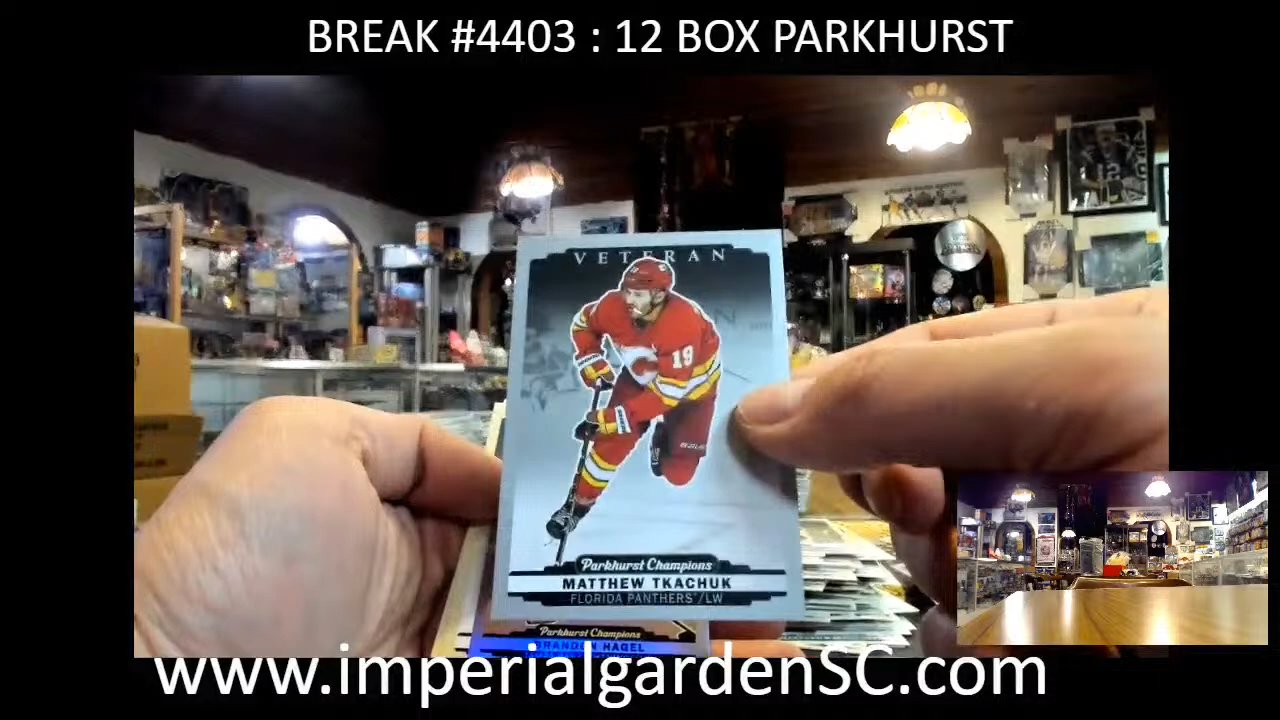 BREAK #4403 : 12 BOX PARKHURST
VETERAN
19
Parkhurst Champions
MATTHEW TKACHUK
FLORIDA PANTHERS / LW
Parkhurst Champions
BRANDON HAGEL
www.imperialgardenSC.com